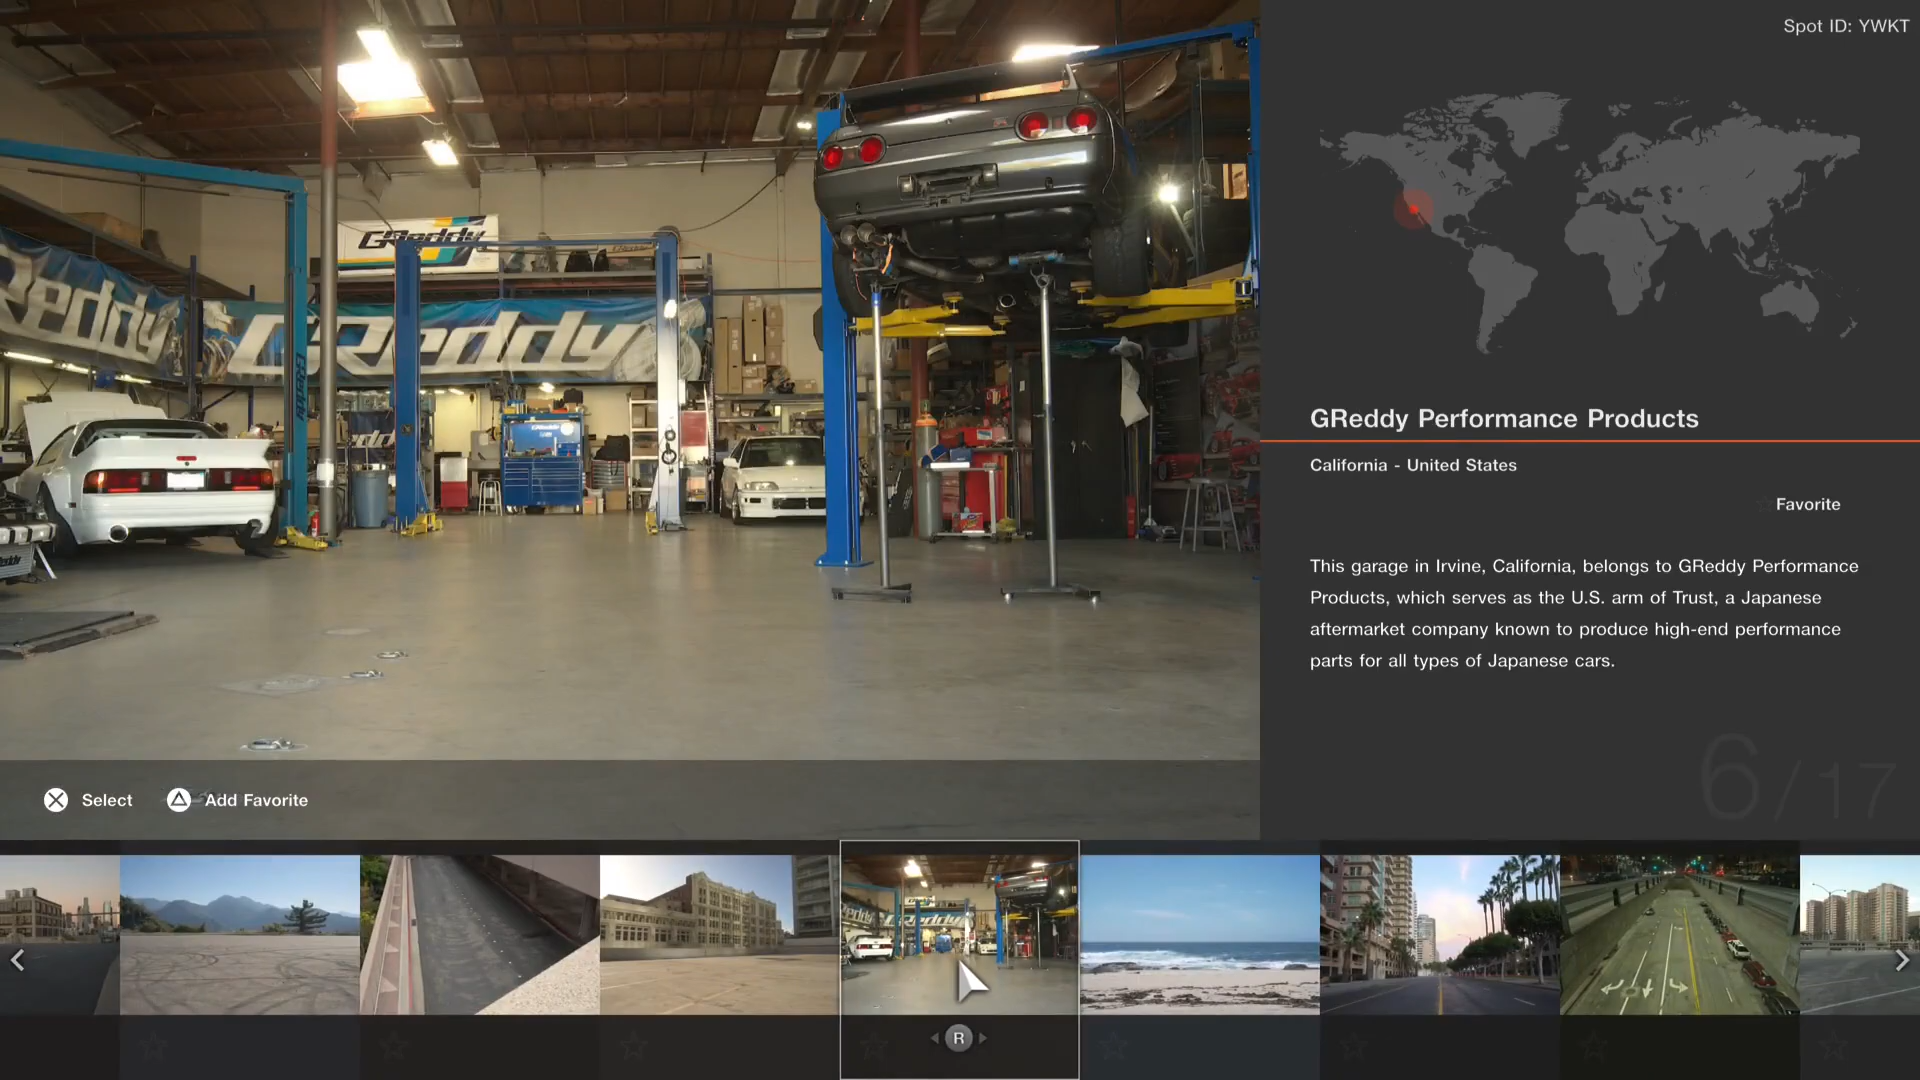 Spot ID: YWKT
GReddy
Reddy
GReddy
GReddy
GReddy Performance Products
California - United States
Favorite
This garage in Irvine, California, belongs to GReddy Performance
Products, which serves as the U.S. arm of Trust, a Japanese
aftermarket company known to produce high-end performance
parts for all types of Japanese cars.
6/17
Select
Add Favorite
R